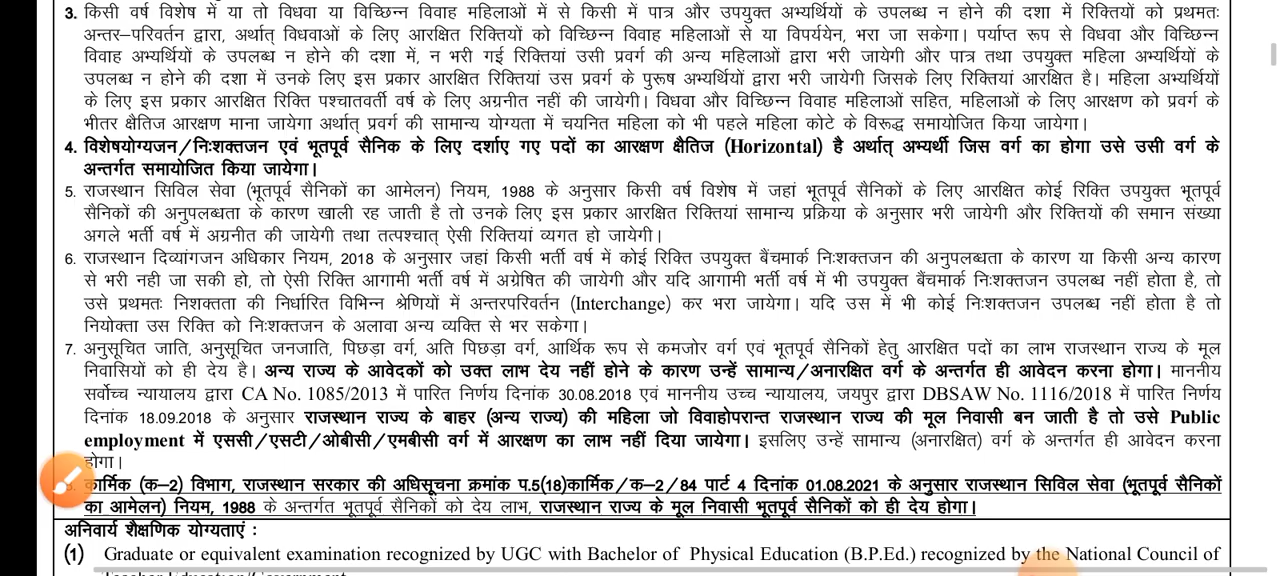 3. किसी वर्ष विशेष में या तो विधवा या विच्छिन्न विवाह महिलाओं में से किसी में पात्र और उपयुक्त अभ्यर्थियों के उपलब्ध न होने की दशा में रिक्तियों को प्रथमतः
अन्तर–परिवर्तन द्वारा, अर्थात् विधवाओं के लिए आरक्षित रिक्तियों को विच्छिन्न विवाह महिलाओं से या विपर्ययेन, भरा जा सकेगा। पर्याप्त रूप से विधवा और विच्छिन्न
विवाह अभ्यर्थियों के उपलब्ध न होने की दशा में, न भरी गई रिक्तियां उसी प्रवर्ग की अन्य महिलाओं द्वारा भरी जायेगी और पात्र तथा उपयुक्त महिला अभ्यर्थियों के
उपलब्ध न होने की दशा में उनके लिए इस प्रकार आरक्षित रिक्तियां उस प्रवर्ग के पुरूष अभ्यर्थियों द्वारा भरी जायेगी जिसके लिए रिक्तियां आरक्षित है। महिला अभ्यर्थियों
के लिए इस प्रकार आरक्षित रिक्ति पश्चातवर्ती वर्ष के लिए अग्रनीत नहीं की जायेगी। विधवा और विच्छिन्न विवाह महिलाओं सहित, महिलाओं के लिए आरक्षण को प्रवर्ग के
भीतर क्षैतिज आरक्षण माना जायेगा अर्थात् प्रवर्ग की सामान्य योग्यता में चयनित महिला को भी पहले महिला कोटे के विरूद्ध समायोजित किया जायेगा।
4. विशेषयोग्यजन/निःशक्तजन एवं भूतपूर्व सैनिक के लिए दर्शाए गए पदों का आरक्षण क्षैतिज (Horizontal) है अर्थात् अभ्यर्थी जिस वर्ग का होगा उसे उसी वर्ग के
अन्तर्गत समायोजित किया जायेगा।
5. राजस्थान सिविल सेवा (भूतपूर्व सैनिकों का आमेलन) नियम, 1988 के अनुसार किसी वर्ष विशेष में जहां भूतपूर्व सैनिकों के लिए आरक्षित कोई रिक्ति उपयुक्त भूतपूर्व
सैनिकों की अनुपलब्धता के कारण खाली रह जाती है तो उनके लिए इस प्रकार आरक्षित रिक्तियां सामान्य प्रक्रिया के अनुसार भरी जायेगी और रिक्तियों की समान संख्या
अगले भर्ती वर्ष में अग्रनीत की जायेगी तथा तत्पश्चात् ऐसी रिक्तियां व्यगत हो जायेगी।
6. राजस्थान दिव्यांगजन अधिकार नियम, 2018 के अनुसार जहां किसी भर्ती वर्ष में कोई रिक्ति उपयुक्त बैंचमार्क निःशक्तजन की अनुपलब्धता के कारण या किसी अन्य कारण
से भरी नही जा सकी हो, तो ऐसी रिक्ति आगामी भर्ती वर्ष में अग्रेषित की जायेगी और यदि आगामी भर्ती वर्ष में भी उपयुक्त बैंचमार्क निःशक्तजन उपलब्ध नहीं होता है, तो
उसे प्रथमतः निशक्तता की निर्धारित विभिन्न श्रेणियों में अन्तरपरिवर्तन (Interchange) कर भरा जायेगा। यदि उस में भी कोई निःशक्तजन उपलब्ध नहीं होता है तो
नियोक्ता उस रिक्ति को निःशक्तजन के अलावा अन्य व्यक्ति से भर सकेगा।
7. अनुसूचित जाति, अनुसूचित जनजाति, पिछड़ा वर्ग, अति पिछड़ा वर्ग, आर्थिक रूप से कमजोर वर्ग एवं भूतपूर्व सैनिकों हेतु आरक्षित पदों का लाभ राजस्थान राज्य के मूल
निवासियों को ही देय है। अन्य राज्य के आवेदकों को उक्त लाभ देय नहीं होने के कारण उन्हें सामान्य/अनारक्षित वर्ग के अन्तर्गत ही आवेदन करना होगा। माननीय
सर्वोच्च न्यायालय द्वारा CA No. 1085/2013 में पारित निर्णय दिनांक 30.08.2018 एवं माननीय उच्च न्यायालय, जयपुर द्वारा DBSAW No. 1116/2018 में पारित निर्णय
दिनांक 18.09.2018 के अनुसार राजस्थान राज्य के बाहर (अन्य राज्य) की महिला जो विवाहोपरान्त राजस्थान राज्य की मूल निवासी बन जाती है तो उसे Public
employment में एससी/एसटी/ओबीसी/एमबीसी वर्ग में आरक्षण का लाभ नहीं दिया जायेगा। इसलिए उन्हें सामान्य (अनारक्षित) वर्ग के अन्तर्गत ही आवेदन करना
होगा।
कार्मिक (क–2) विभाग, राजस्थान सरकार की अधिसूचना क्रमांक प.5(18)कार्मिक/क–2/84 पार्ट 4 दिनांक 01.08.2021 के अनुसार राजस्थान सिविल सेवा (भूतपूर्व सैनिकों
का आमेलन) नियम, 1988 के अन्तर्गत भूतपूर्व सैनिकों को देय लाभ, राजस्थान राज्य के मूल निवासी भूतपूर्व सैनिकों को ही देय होगा।
अनिवार्य शैक्षणिक योग्यताएं :
(1) Graduate or equivalent examination recognized by UGC with Bachelor of Physical Education (B.P.Ed.) recognized by the National Council of